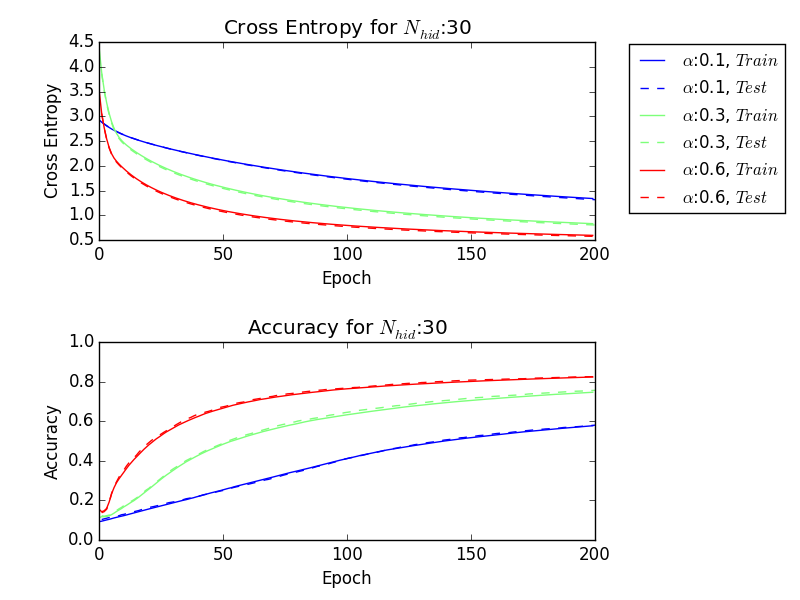 Cross Entropy for N_hid:30
4.5
4.0
3.5
3.0
2.5
2.0
1.5
1.0
0.5
Cross Entropy
0 50 100 150 200
Epoch
α:0.1, Train
α:0.1, Test
α:0.3, Train
α:0.3, Test
α:0.6, Train
α:0.6, Test
Accuracy for N_hid:30
1.0
0.8
0.6
0.4
0.2
0.0
Accuracy
0 50 100 150 200
Epoch